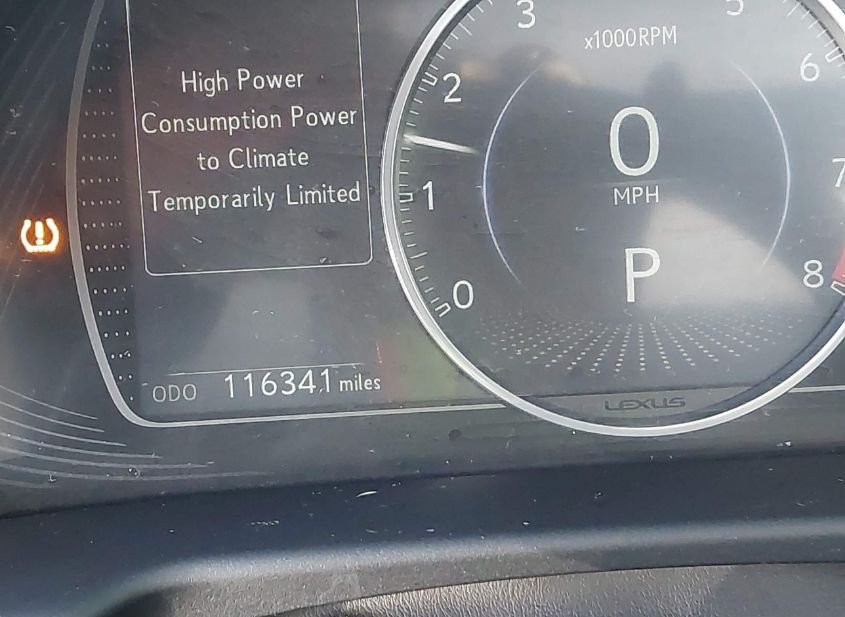 High Power
Consumption Power
to Climate
Temporarily Limited
ODO 116341 miles
3
x1000RPM
2
1
0
0
MPH
P
5
6
7
8
LEXUS